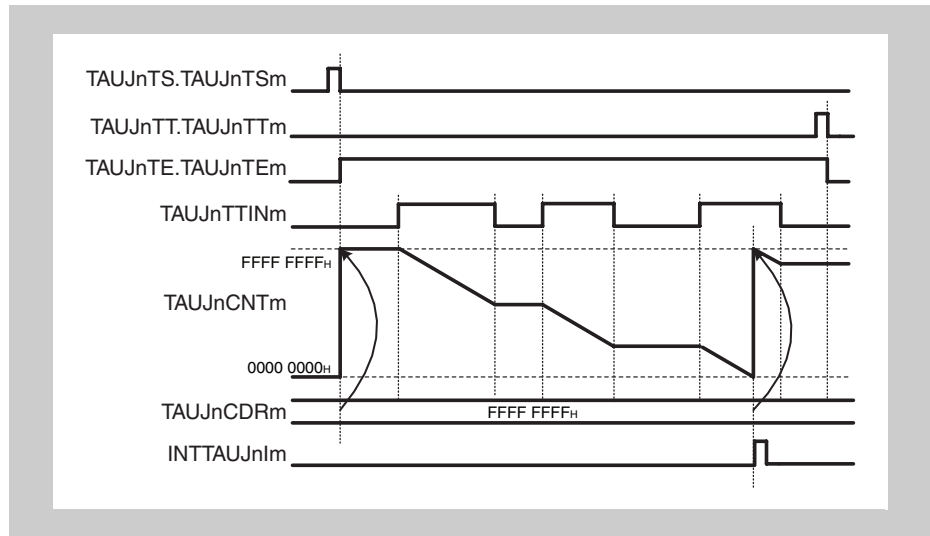 TAUJnTS.TAUJnTSm
TAUJnTT.TAUJnTTm
TAUJnTE.TAUJnTEm
TAUJnTTINm
FFFF FFFFH
TAUJnCNTm
0000 0000H
TAUJnCDRm FFFF FFFFH
INTTAUJnIm